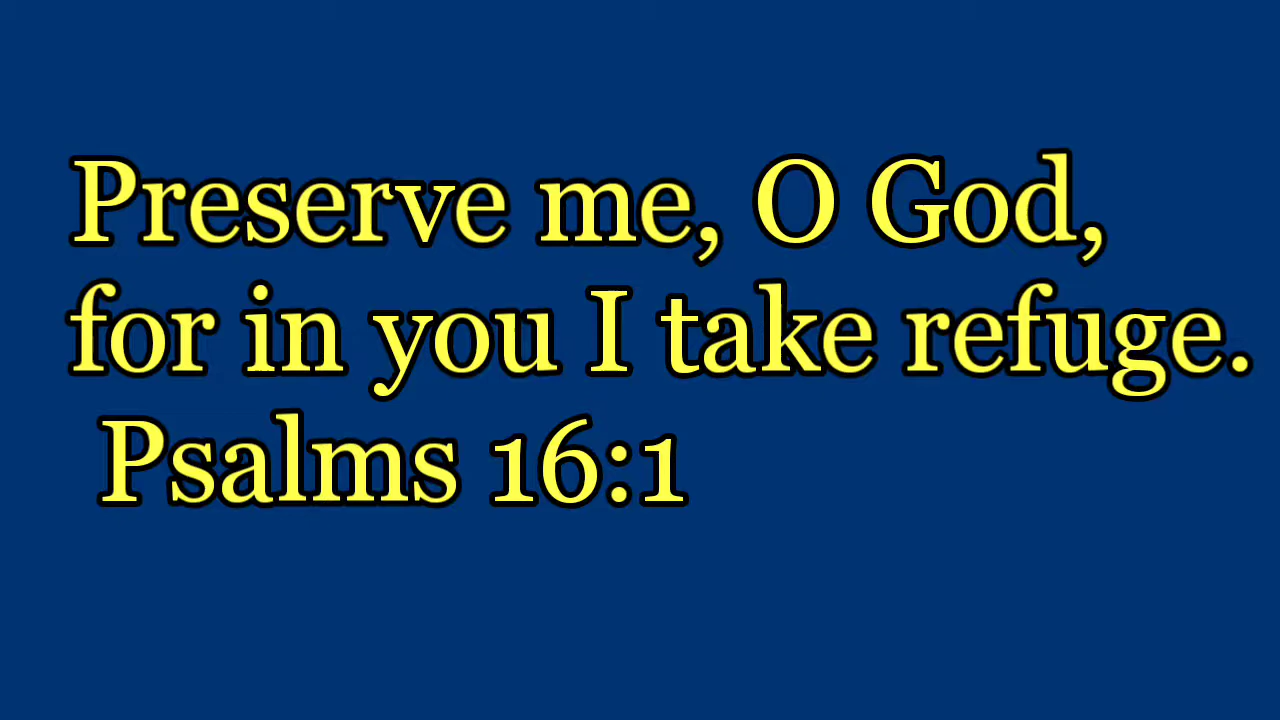 Preserve me, O God,
for in you I take refuge.
Psalms 16:1